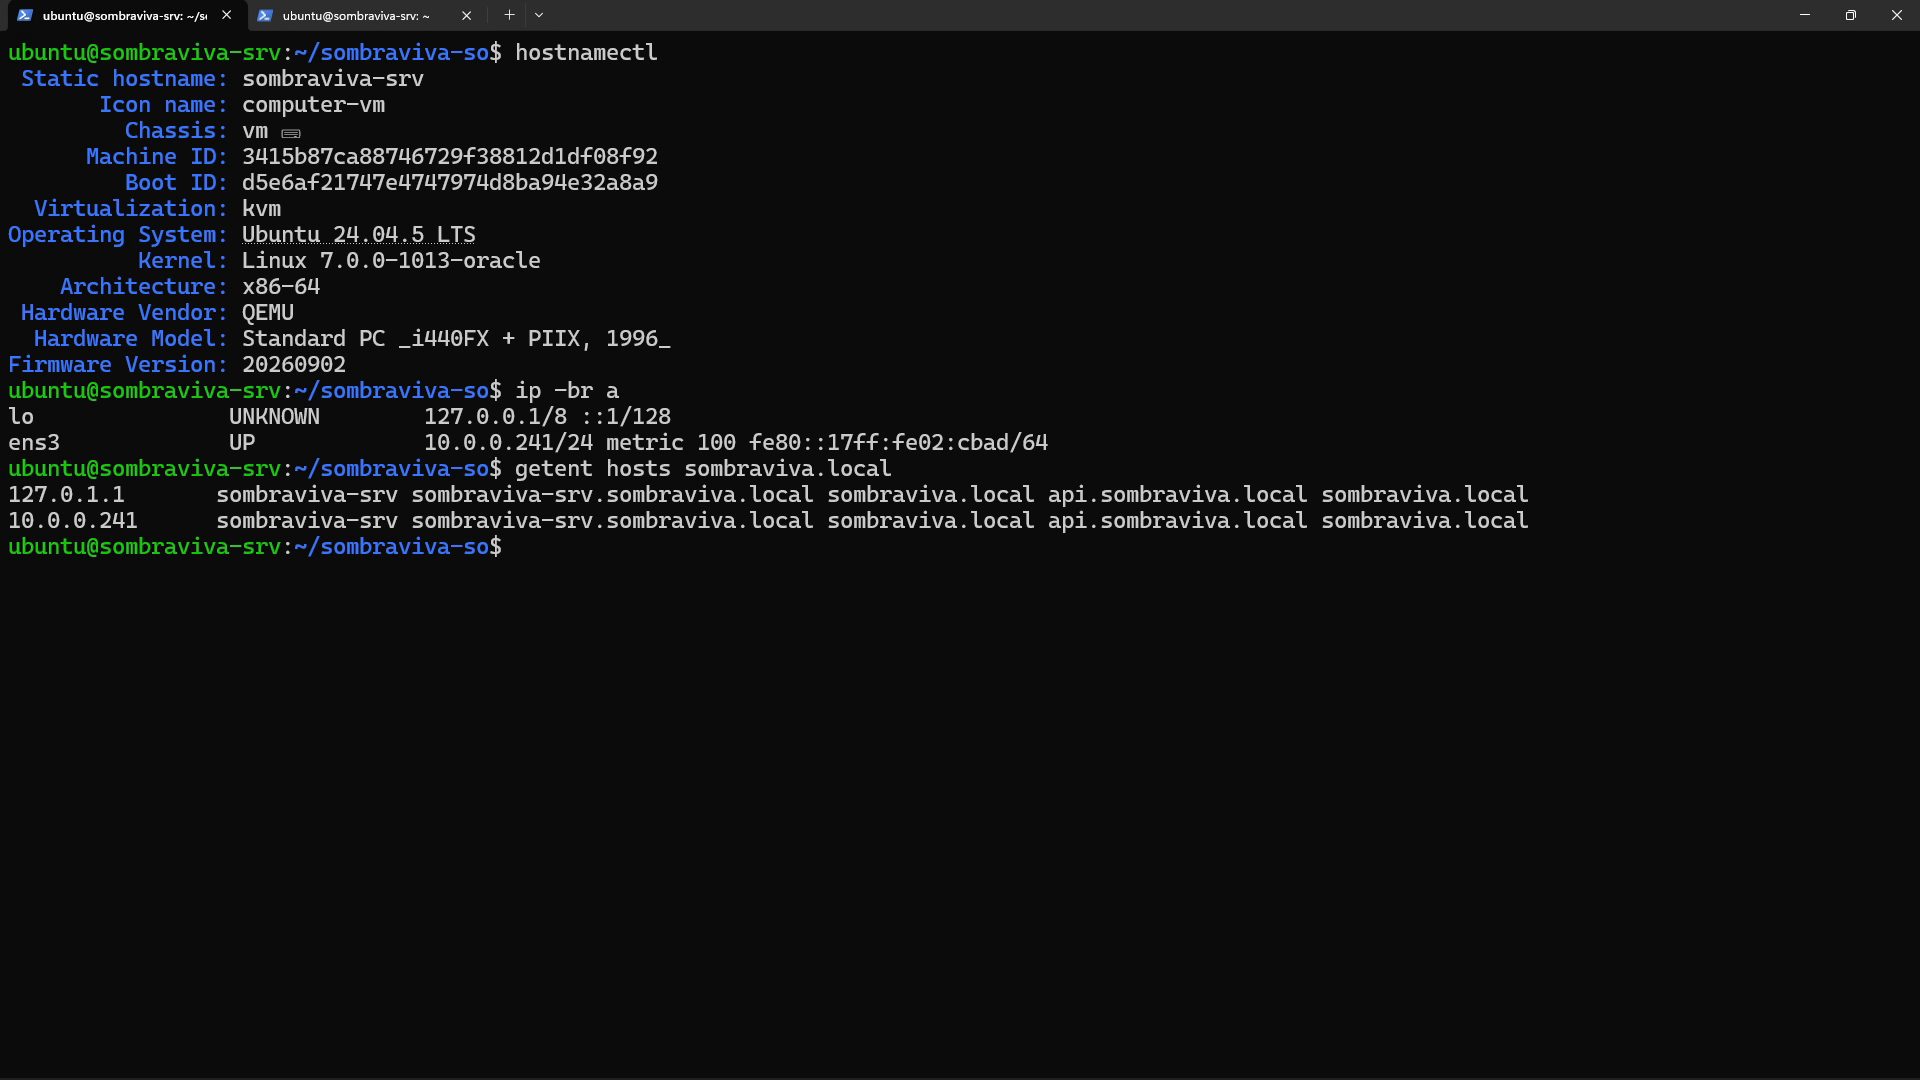 ubuntu@sombraviva-srv: ~/s
ubuntu@sombraviva-srv: ~
ubuntu@sombraviva-srv:~/sombraviva-so$ hostnamectl
Static hostname: sombraviva-srv
Icon name: computer-vm
Chassis: vm
Machine ID: 3415b87ca88746729f38812d1df08f92
Boot ID: d5e6af21747e4747974d8ba94e32a8a9
Virtualization: kvm
Operating System: Ubuntu 24.04.5 LTS
Kernel: Linux 7.0.0-1013-oracle
Architecture: x86-64
Hardware Vendor: QEMU
Hardware Model: Standard PC _i440FX + PIIX, 1996_
Firmware Version: 20260902
ubuntu@sombraviva-srv:~/sombraviva-so$ ip -br a
lo UNKNOWN 127.0.0.1/8 ::1/128
ens3 UP 10.0.0.241/24 metric 100 fe80::17ff:fe02:cbad/64
ubuntu@sombraviva-srv:~/sombraviva-so$ getent hosts sombraviva.local
127.0.1.1 sombraviva-srv sombraviva-srv.sombraviva.local sombraviva.local api.sombraviva.local sombraviva.local
10.0.0.241 sombraviva-srv sombraviva-srv.sombraviva.local sombraviva.local api.sombraviva.local sombraviva.local
ubuntu@sombraviva-srv:~/sombraviva-so$